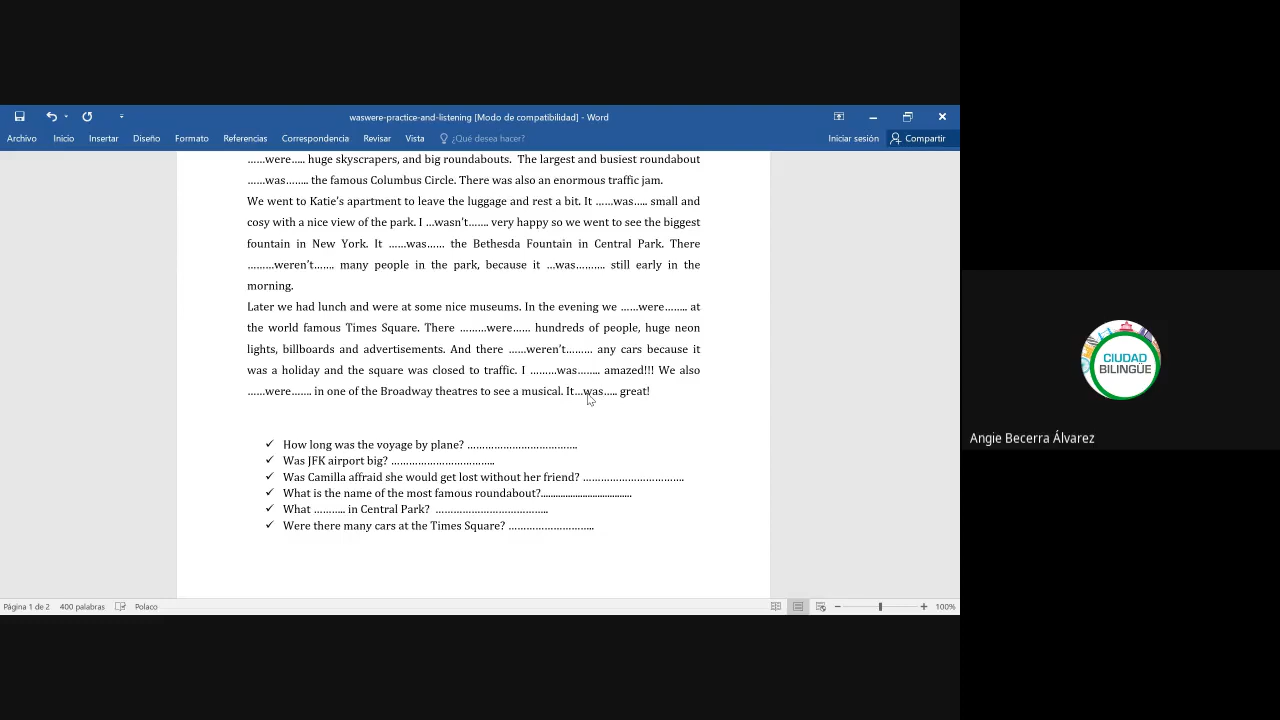 waswere-practice-and-listening [Modo de compatibilidad] - Word
Archivo Inicio Insertar Diseño Formato Referencias Correspondencia Revisar Vista ¿Qué desea hacer? Iniciar sesión Compartir
……were….. huge skyscrapers, and big roundabouts. The largest and busiest roundabout
……was…….. the famous Columbus Circle. There was also an enormous traffic jam.
We went to Katie's apartment to leave the luggage and rest a bit. It ……was….. small and
cosy with a nice view of the park. I …wasn't……. very happy so we went to see the biggest
fountain in New York. It ……was…… the Bethesda Fountain in Central Park. There
………weren't……. many people in the park, because it …was………. still early in the
morning.
Later we had lunch and were at some nice museums. In the evening we ……were…….. at
the world famous Times Square. There ………were…… hundreds of people, huge neon
lights, billboards and advertisements. And there ……weren't……… any cars because it
was a holiday and the square was closed to traffic. I ………was…….. amazed!!! We also
……were……. in one of the Broadway theatres to see a musical. It…was….. great!
✓ How long was the voyage by plane? ……………………………….
✓ Was JFK airport big? ……………………………..
✓ Was Camilla affraid she would get lost without her friend? …………………………….
✓ What is the name of the most famous roundabout?....................................
✓ What ……….. in Central Park? ………………………………..
✓ Were there many cars at the Times Square? ………………………..
Página 1 de 2 400 palabras Polaco 100%
CIUDAD
BILINGÜE
Angie Becerra Álvarez